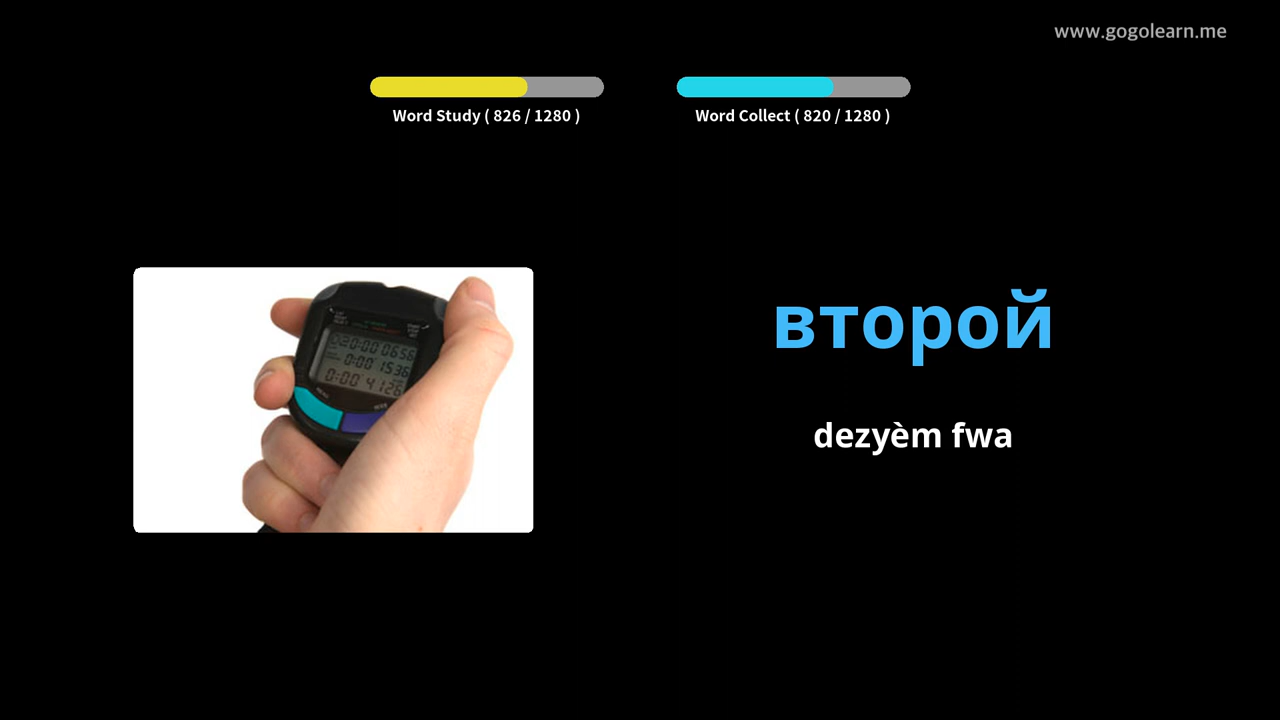 www.gogolearn.me
Word Study ( 826 / 1280 )
Word Collect ( 820 / 1280 )
второй
dezyèm fwa